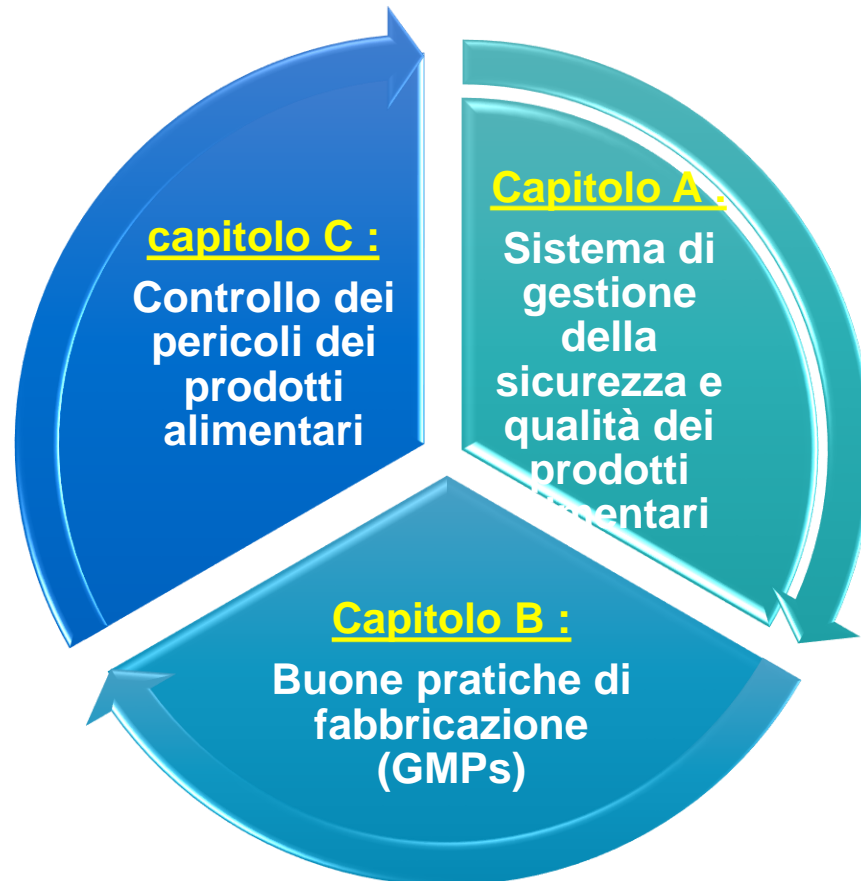 Capitolo A :
Sistema di
gestione
della
sicurezza e
qualità dei
prodotti
alimentari
Capitolo B :
Buone pratiche di
fabbricazione
(GMPs)
capitolo C :
Controllo dei
pericoli dei
prodotti
alimentari